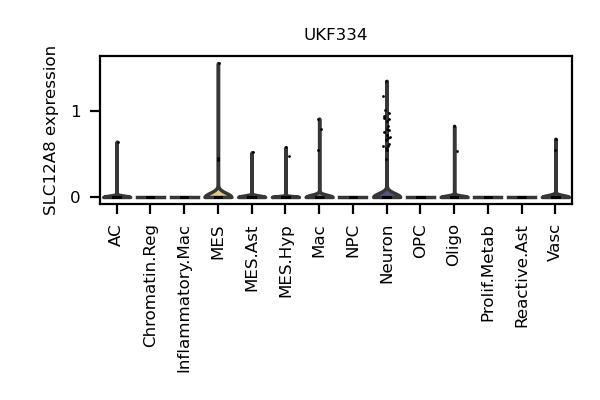 UKF334
SLC12A8 expression
1
0
AC
Chromatin.Reg
Inflammatory.Mac
MES
MES.Ast
MES.Hyp
Mac
NPC
Neuron
OPC
Oligo
Prolif.Metab
Reactive.Ast
Vasc